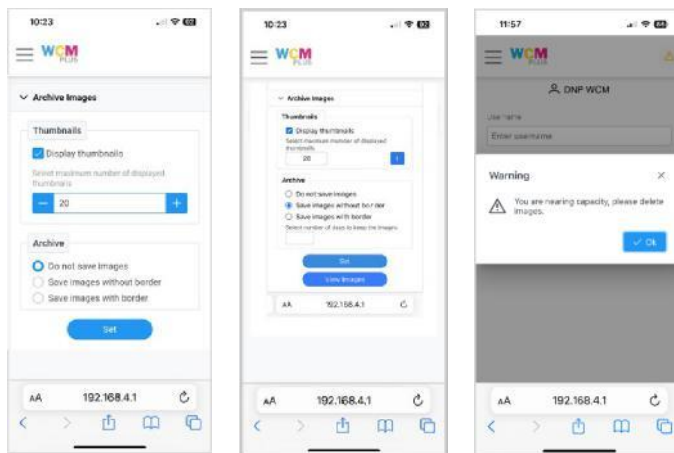 10:23
92
WCM
PLUS
Archive Images
Thumbnails
Display thumbnails
Select maximum number of displayed
thumbnails
20
Archive
Do not save images
Save images without border
Save images with border
Set
AA 192.168.4.1
10:23
92
WCM
PLUS
Archive Images
Thumbnails
Display thumbnails
Select maximum number of displayed
thumbnails
20
Archive
Do not save images
Save images without border
Save images with border
Select number of days to keep the images
Set
View Images
AA 192.168.4.1
AA 192.168.4.1
11:57
WCM
PLUS
DNP WCM
Enter username
Warning
You are nearing capacity, please delete
images.
Ok
AA 192.168.4.1